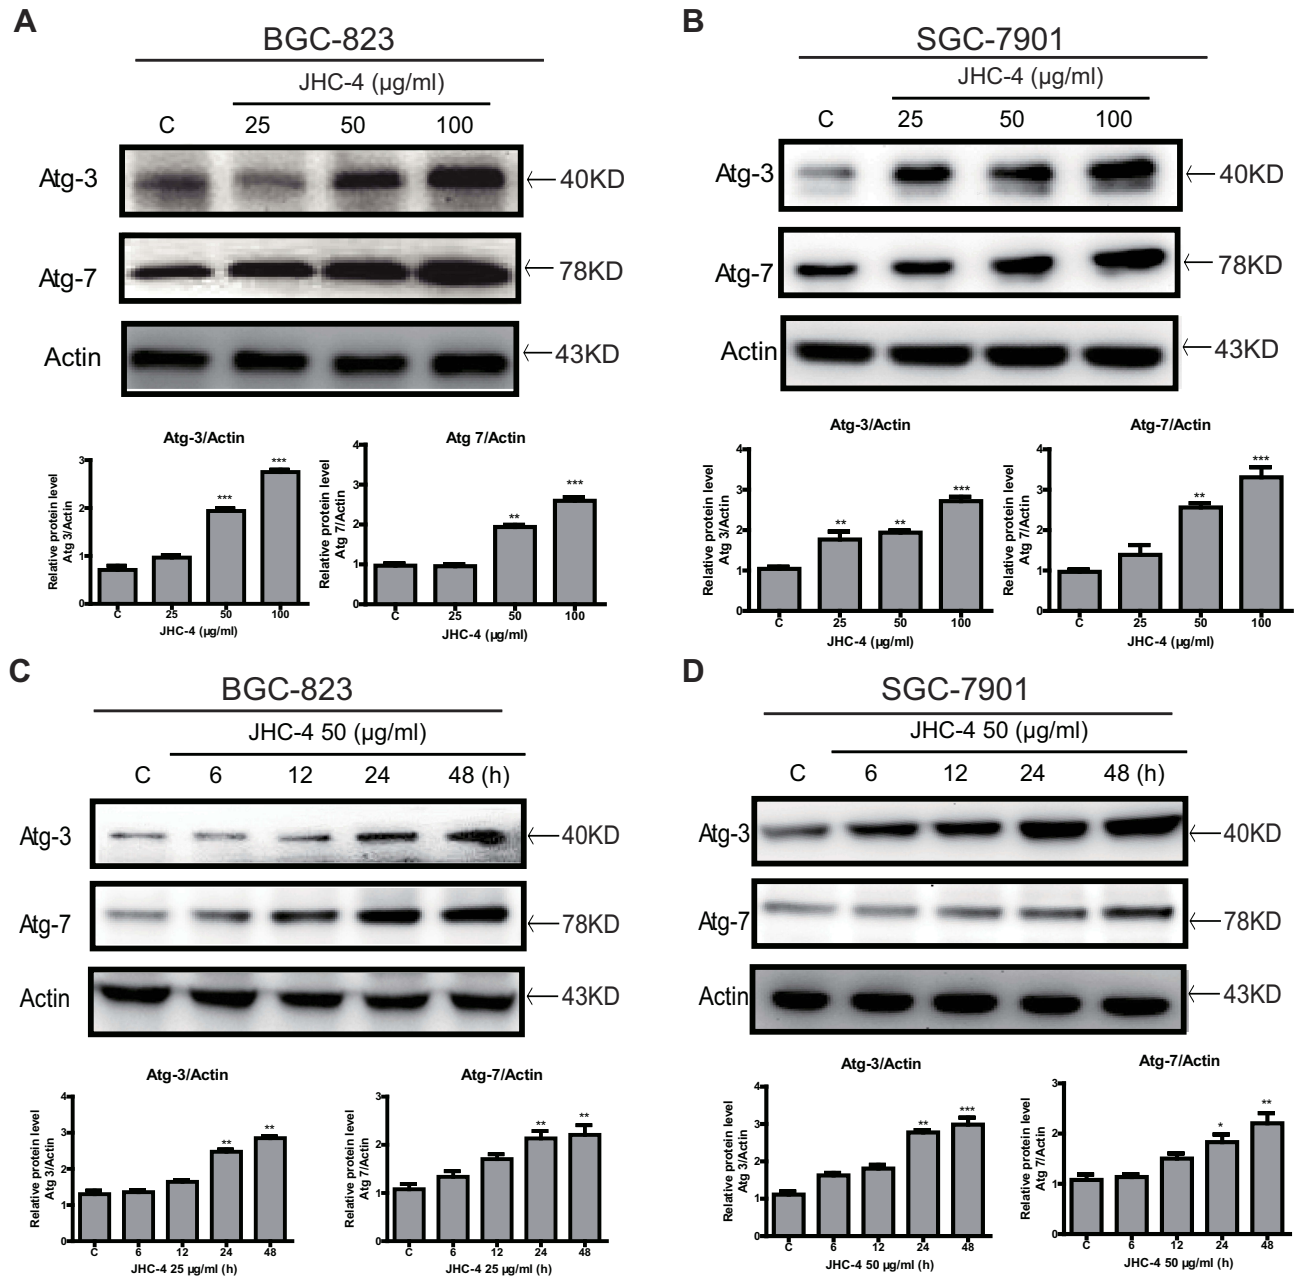 A
BGC-823
JHC-4 (µg/ml)
C 25 50 100
Atg-3 40KD
Atg-7 78KD
Actin 43KD
Atg-3/Actin
Relative protein level
Atg 3/Actin
3
2
1
0
*** ***
C 25 50 100
JHC-4 (µg/ml)
Atg 7/Actin
Relative protein level
Atg 7/Actin
4
3
2
1
0
** ***
C 25 50 100
JHC-4 (µg/ml)
B
SGC-7901
JHC-4 (µg/ml)
C 25 50 100
Atg-3 40KD
Atg-7 78KD
Actin 43KD
Atg-3/Actin
Relative protein level
Atg 3/Actin
4
3
2
1
0
** ** ***
C 25 50 100
JHC-4 (µg/ml)
Atg-7/Actin
Relative protein level
Atg 7/Actin
4
3
2
1
0
** ***
C 25 50 100
JHC-4 (µg/ml)
C
BGC-823
JHC-4 50 (µg/ml)
C 6 12 24 48 (h)
Atg-3 40KD
Atg-7 78KD
Actin 43KD
Atg-3/Actin
Relative protein level
Atg 3/Actin
4
3
2
1
0
** **
C 6 12 24 48
JHC-4 25 µg/ml (h)
Atg-7/Actin
Relative protein level
Atg 7/Actin
3
2
1
0
** **
C 6 12 24 48
JHC-4 25 µg/ml (h)
D
SGC-7901
JHC-4 50 (µg/ml)
C 6 12 24 48 (h)
Atg-3 40KD
Atg-7 78KD
Actin 43KD
Atg-3/Actin
Relative protein level
Atg 3/Actin
4
3
2
1
0
** ***
C 6 12 24 48
JHC-4 50 µg/ml (h)
Atg-7/Actin
Relative protein level
Atg 7/Actin
3
2
1
0
* **
C 6 12 24 48
JHC-4 50 µg/ml (h)